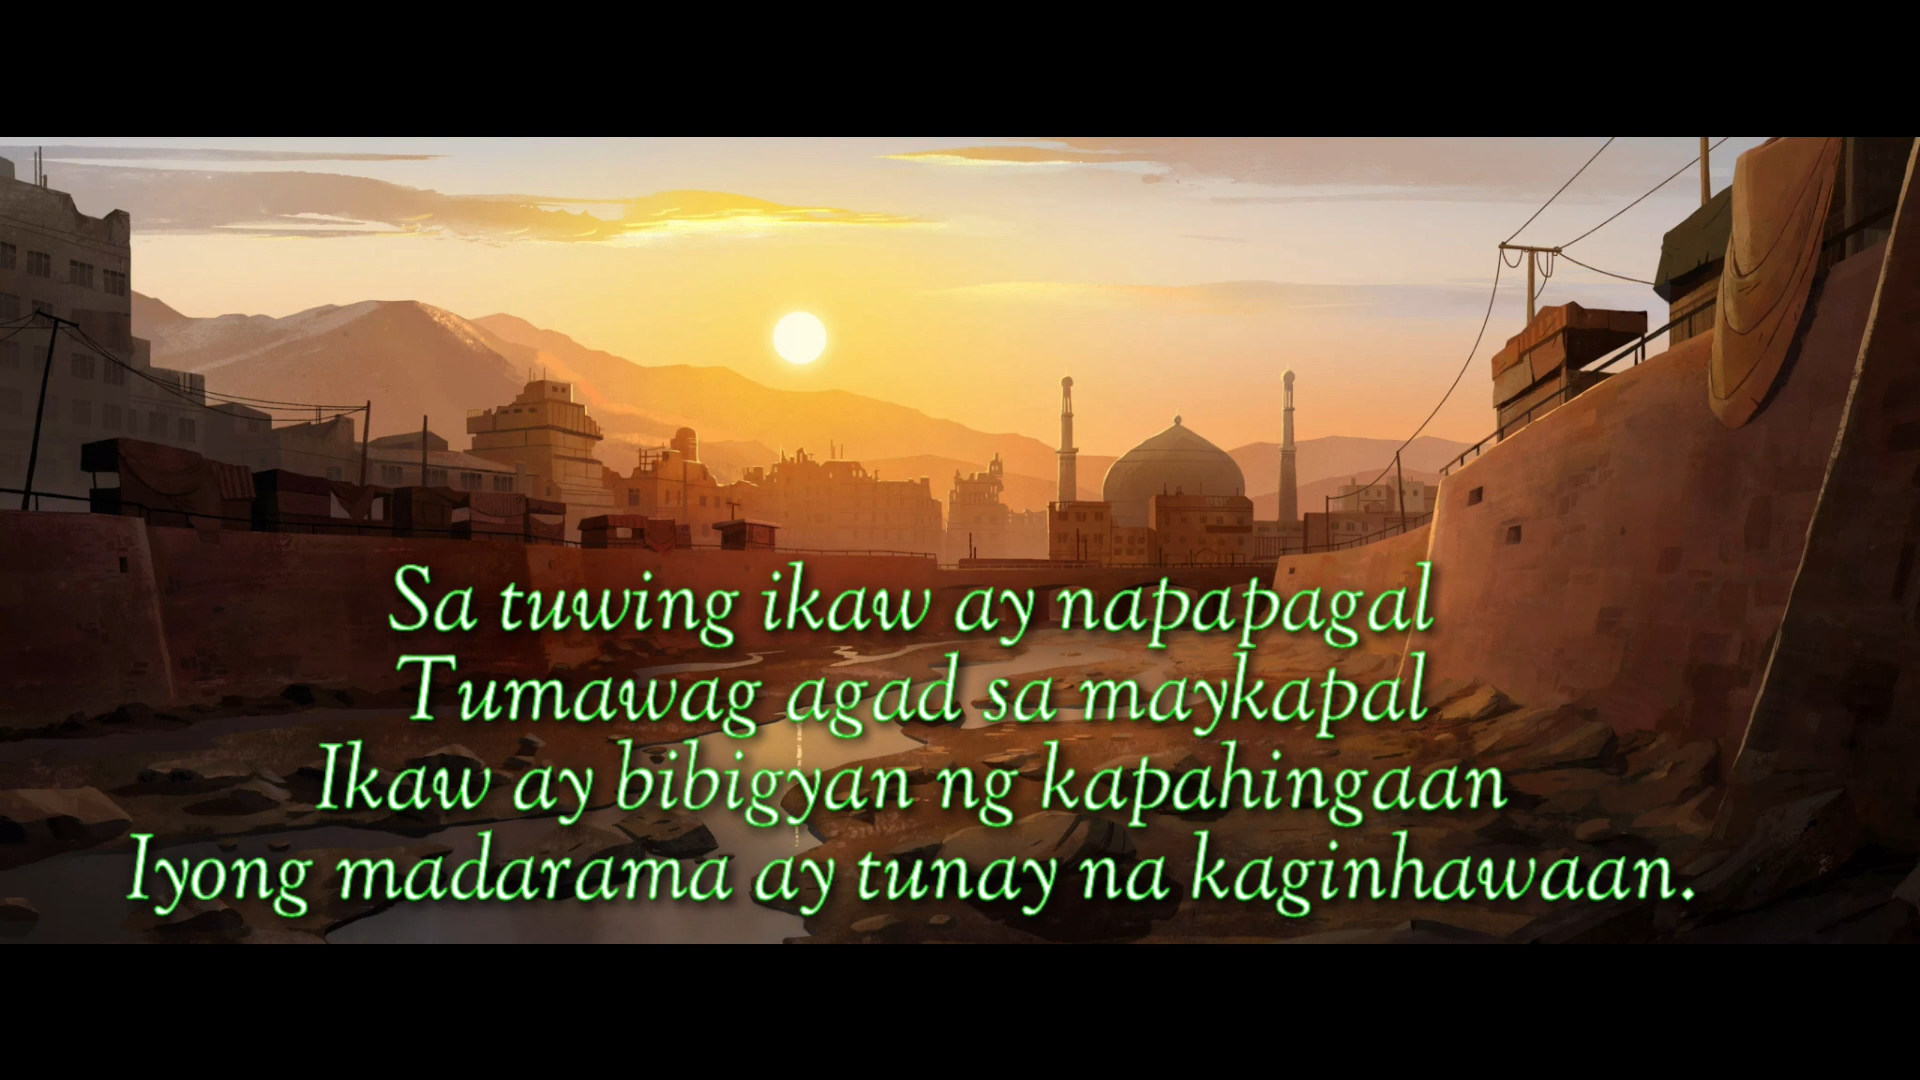 Sa tuwing ikaw ay napapagal
Tumawag agad sa maykapal
Ikaw ay bibigyan ng kapahingaan
Iyong madarama ay tunay na kaginhawaan.